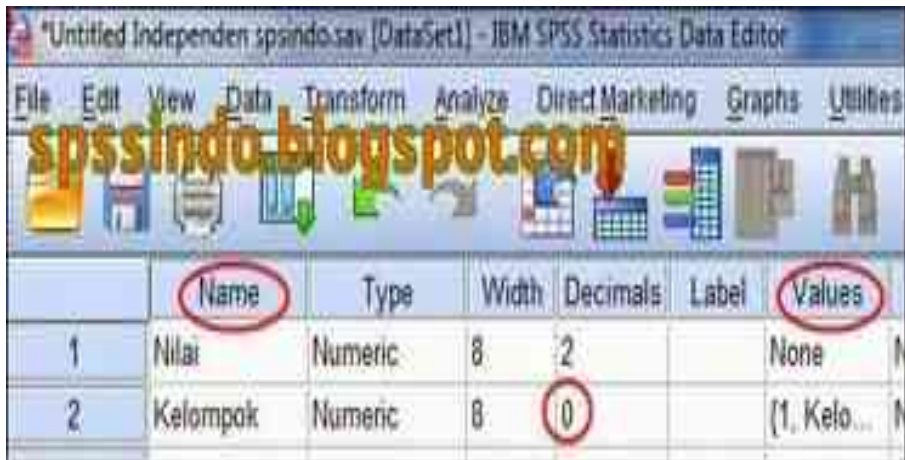 *Untitled Independen spsindo.sav [DataSet1] - IBM SPSS Statistics Data Editor
File Edit View Data Transform Analyze Direct Marketing Graphs Utilities
spssindo.blogspot.com
Name Type Width Decimals Label Values
1 Nilai Numeric 8 2 None N
2 Kelompok Numeric 8 0 {1, Kelo... N